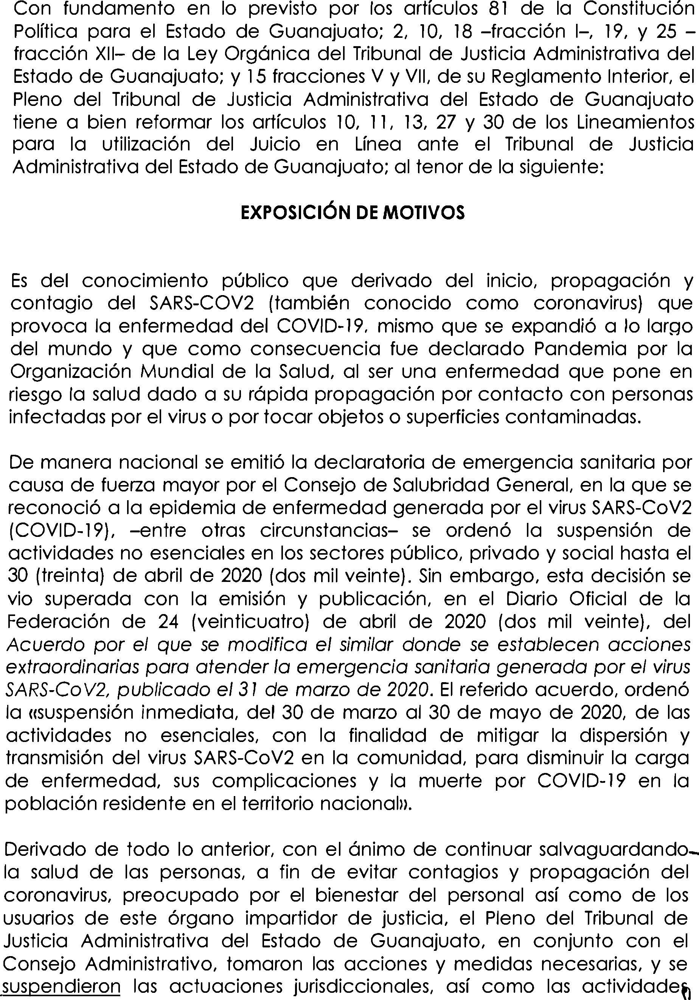 Con fundamento en lo previsto por los artículos 81 de la Constitución
Política para el Estado de Guanajuato; 2, 10, 18 –fracción I–, 19, y 25 –
fracción XII– de la Ley Orgánica del Tribunal de Justicia Administrativa del
Estado de Guanajuato; y 15 fracciones V y VII, de su Reglamento Interior, el
Pleno del Tribunal de Justicia Administrativa del Estado de Guanajuato
tiene a bien reformar los artículos 10, 11, 13, 27 y 30 de los Lineamientos
para la utilización del Juicio en Línea ante el Tribunal de Justicia
Administrativa del Estado de Guanajuato; al tenor de la siguiente:
EXPOSICIÓN DE MOTIVOS
Es del conocimiento público que derivado del inicio, propagación y
contagio del SARS-COV2 (también conocido como coronavirus) que
provoca la enfermedad del COVID-19, mismo que se expandió a lo largo
del mundo y que como consecuencia fue declarado Pandemia por la
Organización Mundial de la Salud, al ser una enfermedad que pone en
riesgo la salud dado a su rápida propagación por contacto con personas
infectadas por el virus o por tocar objetos o superficies contaminadas.
De manera nacional se emitió la declaratoria de emergencia sanitaria por
causa de fuerza mayor por el Consejo de Salubridad General, en la que se
reconoció a la epidemia de enfermedad generada por el virus SARS-CoV2
(COVID-19), –entre otras circunstancias– se ordenó la suspensión de
actividades no esenciales en los sectores público, privado y social hasta el
30 (treinta) de abril de 2020 (dos mil veinte). Sin embargo, esta decisión se
vio superada con la emisión y publicación, en el Diario Oficial de la
Federación de 24 (veinticuatro) de abril de 2020 (dos mil veinte), del
Acuerdo por el que se modifica el similar donde se establecen acciones
extraordinarias para atender la emergencia sanitaria generada por el virus
SARS-CoV2, publicado el 31 de marzo de 2020. El referido acuerdo, ordenó
la «suspensión inmediata, del 30 de marzo al 30 de mayo de 2020, de las
actividades no esenciales, con la finalidad de mitigar la dispersión y
transmisión del virus SARS-CoV2 en la comunidad, para disminuir la carga
de enfermedad, sus complicaciones y la muerte por COVID-19 en la
población residente en el territorio nacional».
Derivado de todo lo anterior, con el ánimo de continuar salvaguardando
la salud de las personas, a fin de evitar contagios y propagación del
coronavirus, preocupado por el bienestar del personal así como de los
usuarios de este órgano impartidor de justicia, el Pleno del Tribunal de
Justicia Administrativa del Estado de Guanajuato, en conjunto con el
Consejo Administrativo, tomaron las acciones y medidas necesarias, y se
suspendieron las actuaciones jurisdiccionales, así como las actividades